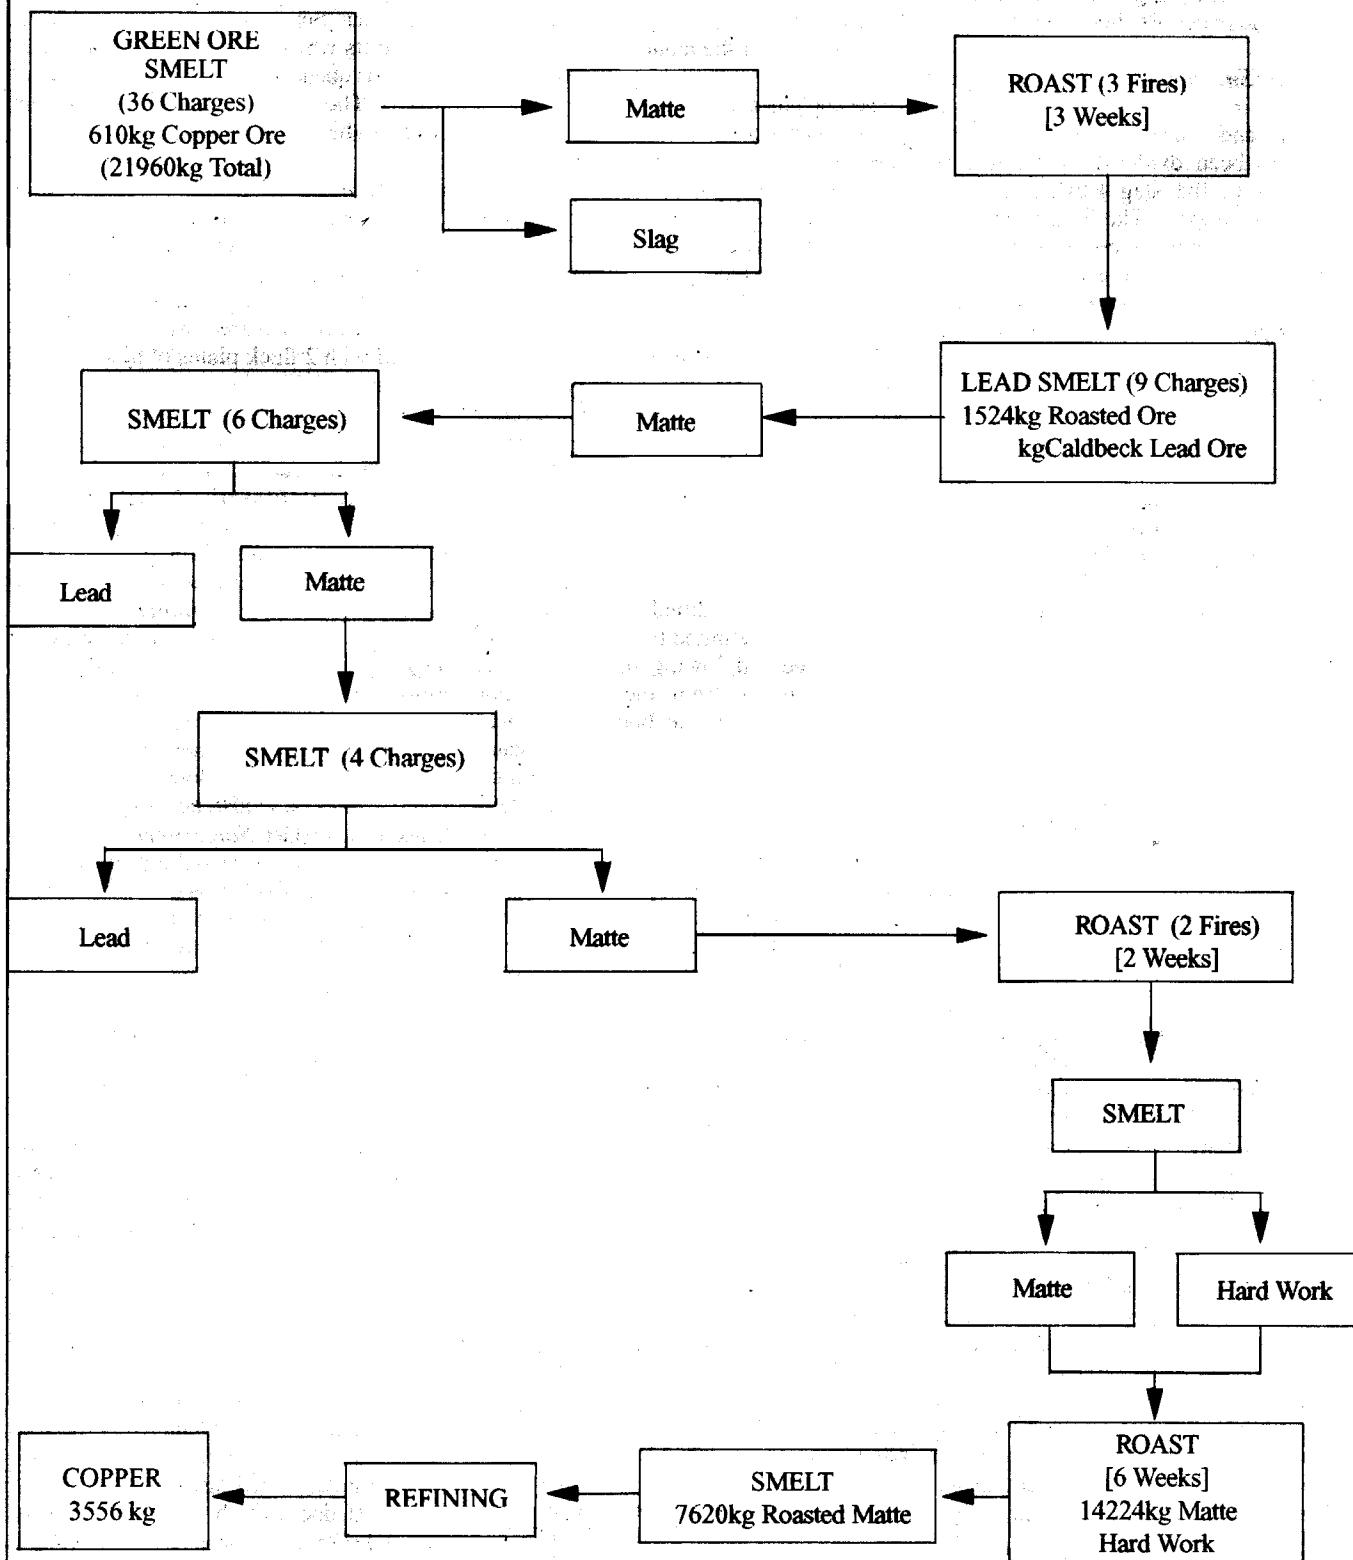 GREEN ORE
SMELT
(36 Charges)
610kg Copper Ore
(21960kg Total)
Matte
ROAST (3 Fires)
[3 Weeks]
Slag
LEAD SMELT (9 Charges)
1524kg Roasted Ore
kgCaldbeck Lead Ore
Matte
SMELT (6 Charges)
Lead
Matte
SMELT (4 Charges)
Lead
Matte
ROAST (2 Fires)
[2 Weeks]
SMELT
Matte
Hard Work
ROAST
[6 Weeks]
14224kg Matte
Hard Work
SMELT
7620kg Roasted Matte
REFINING
COPPER
3556 kg